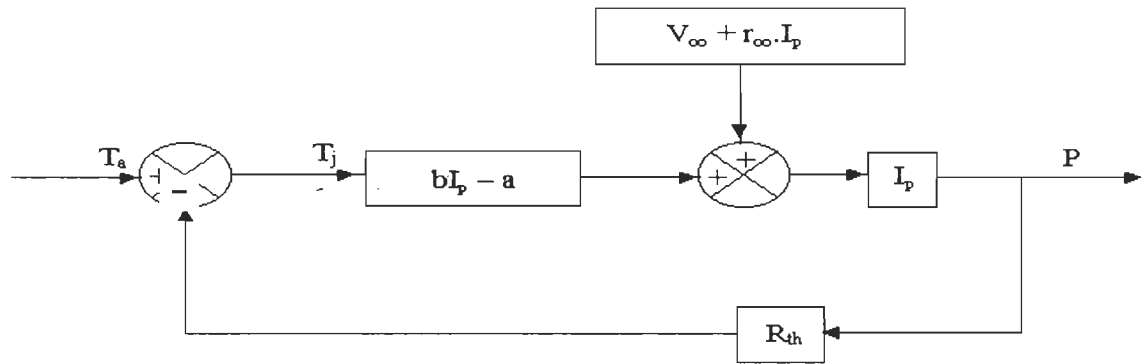 V∞ + r∞.Iₚ
Tₐ
+
−
Tⱼ
bIₚ – a
+
+
Iₚ
P
Rₜₕ